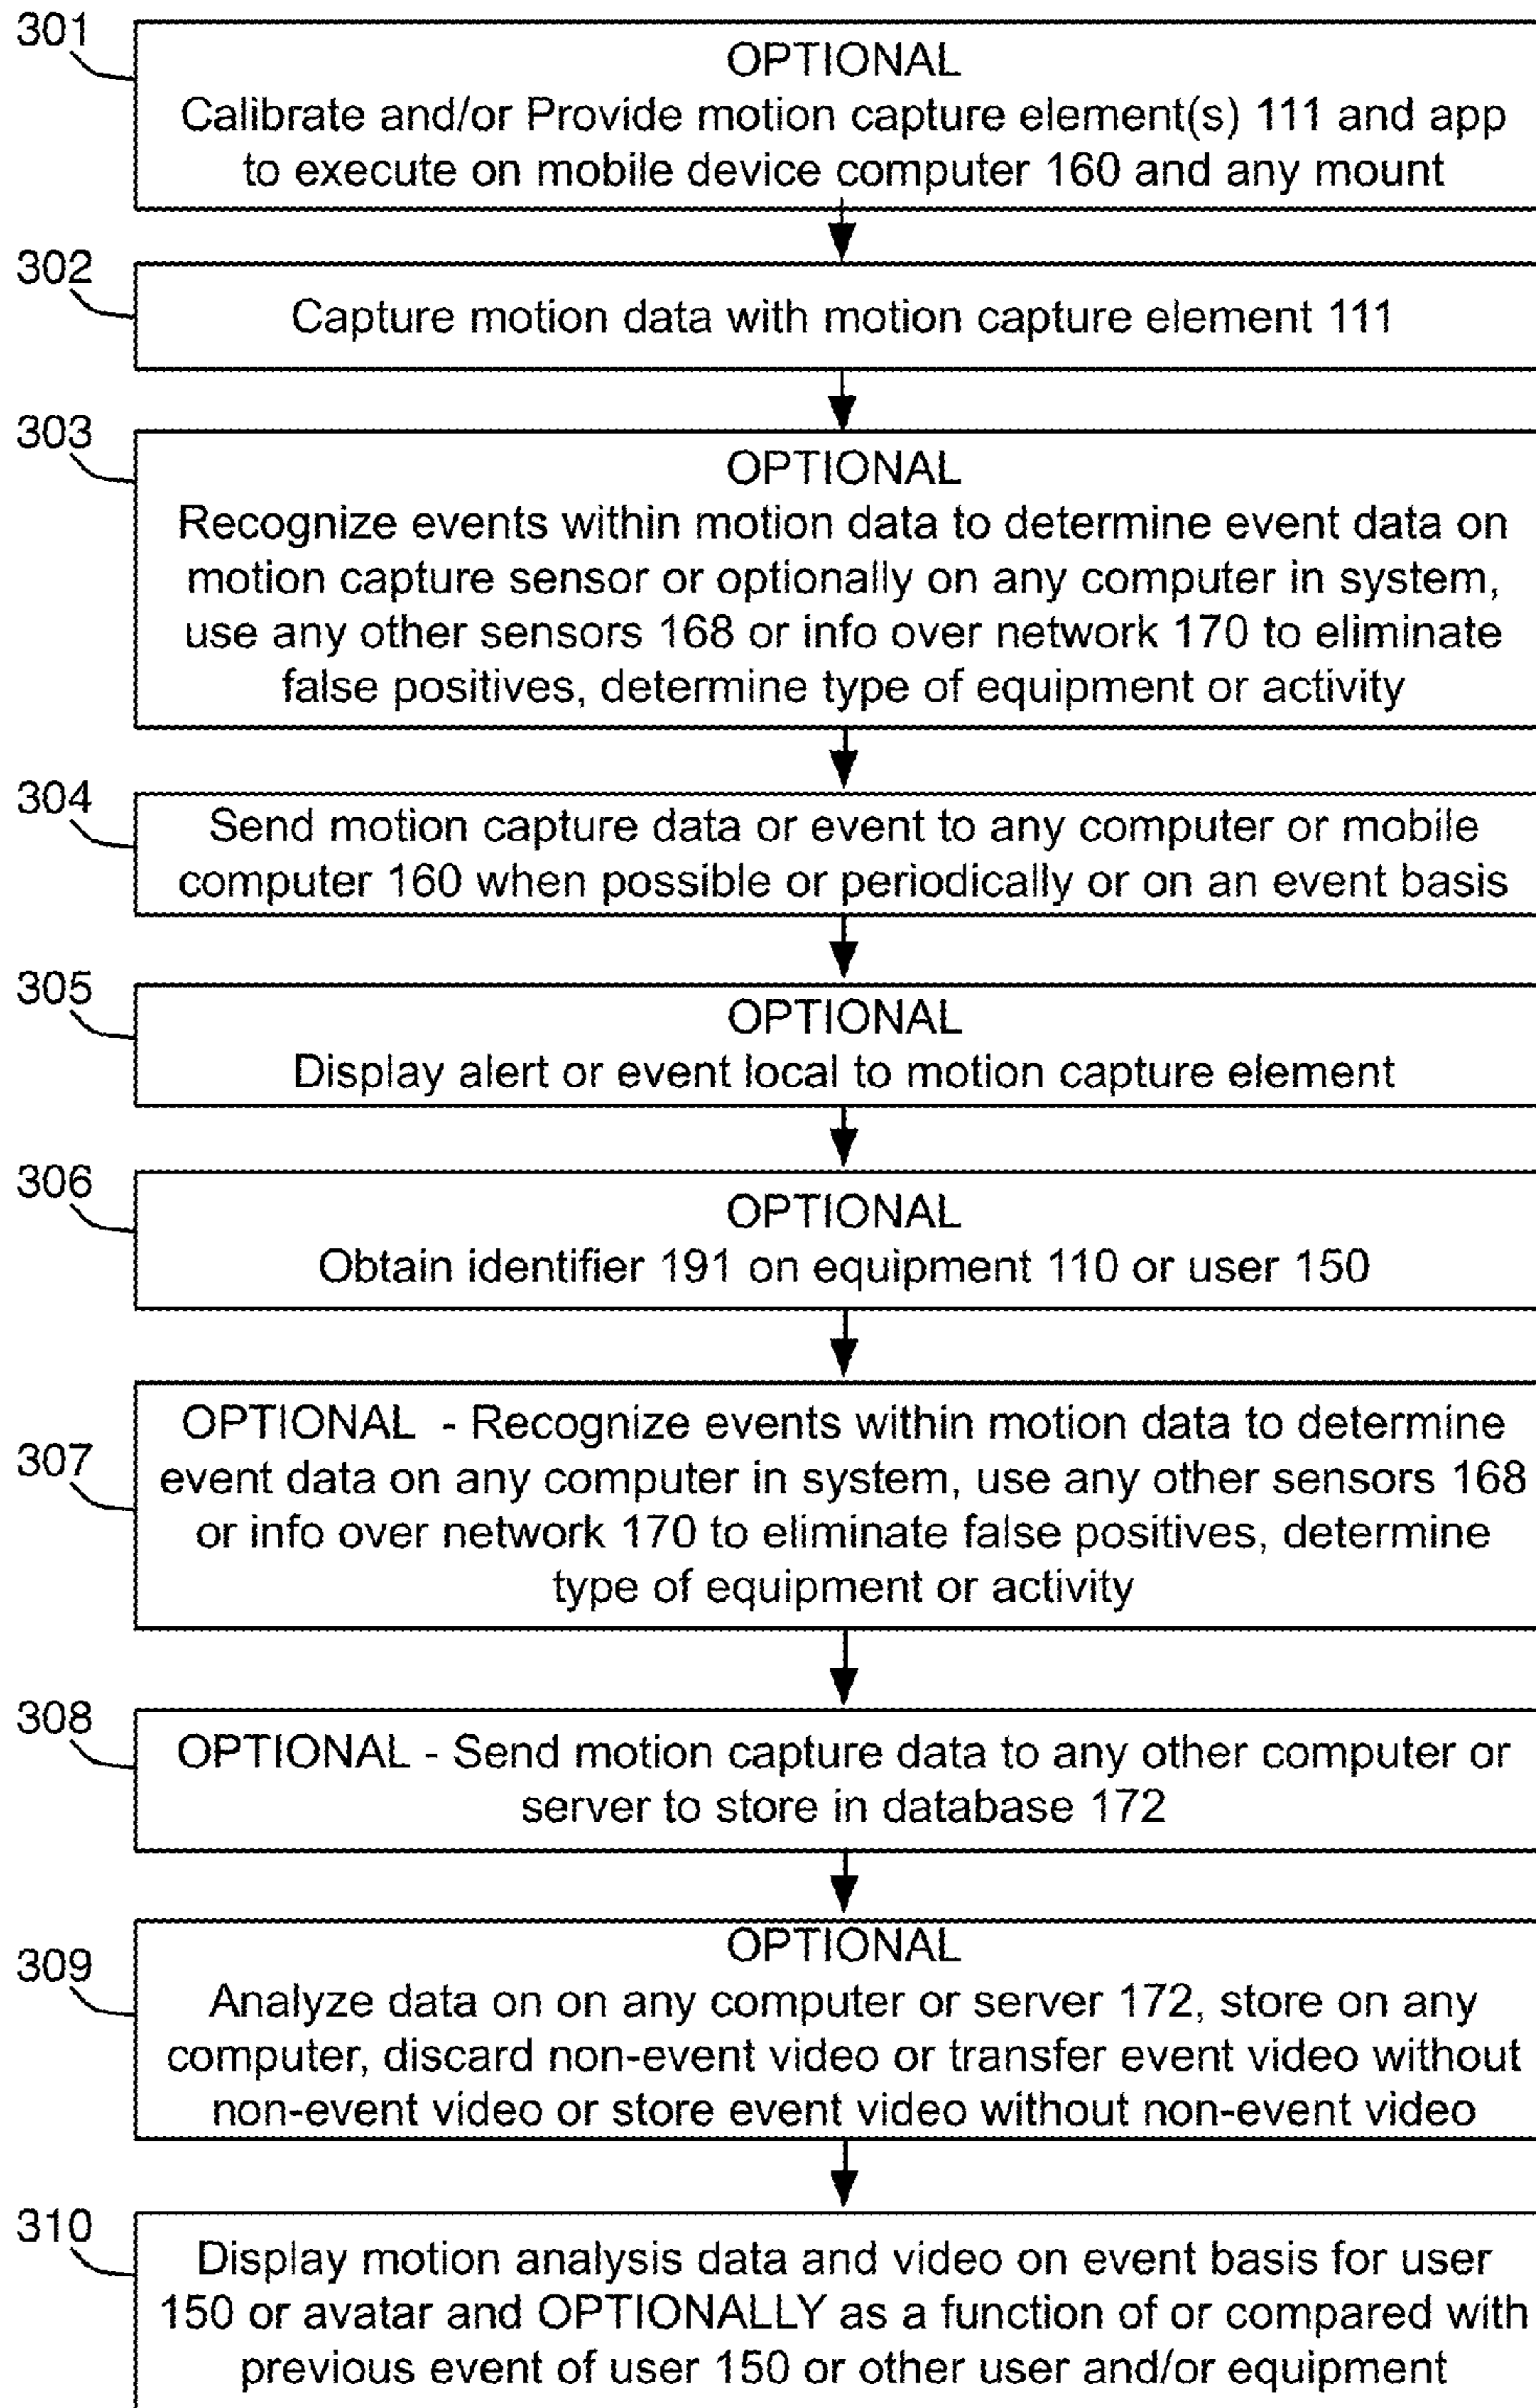 301
OPTIONAL
Calibrate and/or Provide motion capture element(s) 111 and app
to execute on mobile device computer 160 and any mount
302
Capture motion data with motion capture element 111
303
OPTIONAL
Recognize events within motion data to determine event data on
motion capture sensor or optionally on any computer in system,
use any other sensors 168 or info over network 170 to eliminate
false positives, determine type of equipment or activity
304
Send motion capture data or event to any computer or mobile
computer 160 when possible or periodically or on an event basis
305
OPTIONAL
Display alert or event local to motion capture element
306
OPTIONAL
Obtain identifier 191 on equipment 110 or user 150
307
OPTIONAL - Recognize events within motion data to determine
event data on any computer in system, use any other sensors 168
or info over network 170 to eliminate false positives, determine
type of equipment or activity
308
OPTIONAL - Send motion capture data to any other computer or
server to store in database 172
309
OPTIONAL
Analyze data on on any computer or server 172, store on any
computer, discard non-event video or transfer event video without
non-event video or store event video without non-event video
310
Display motion analysis data and video on event basis for user
150 or avatar and OPTIONALLY as a function of or compared with
previous event of user 150 or other user and/or equipment